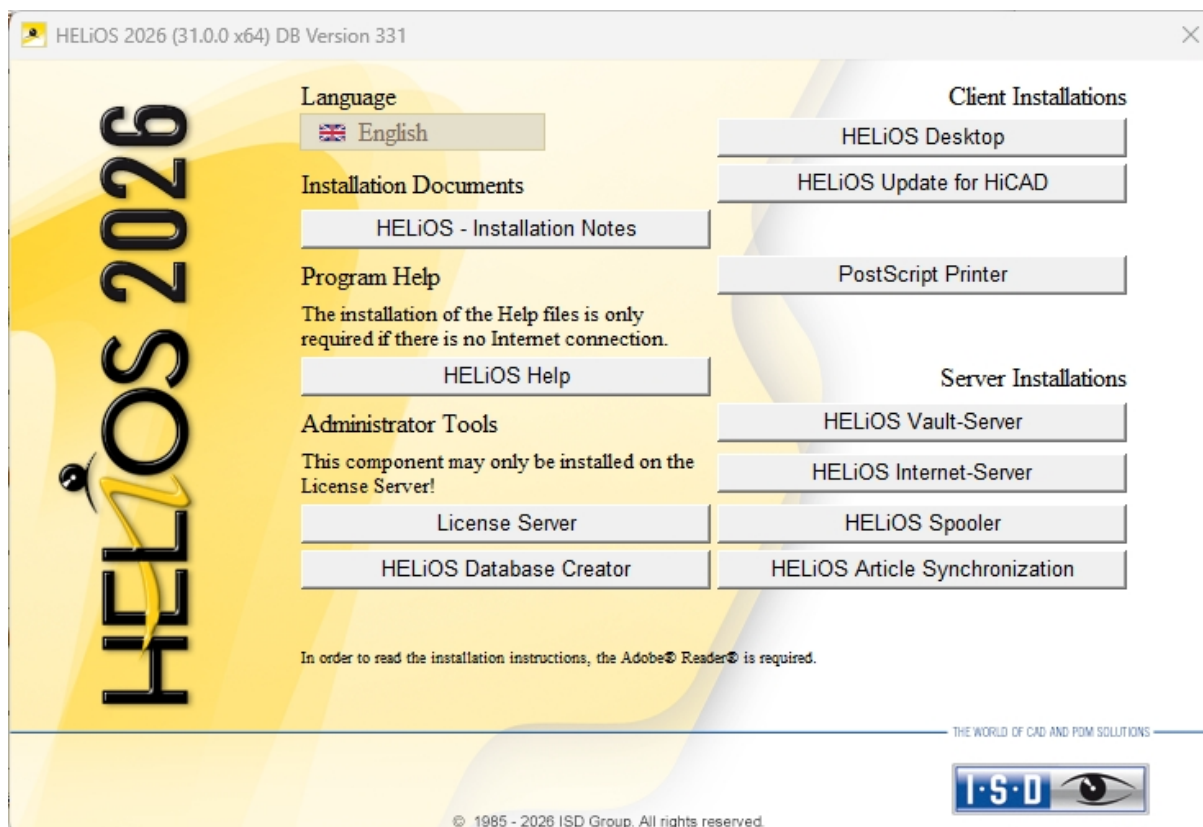 HELiOS 2026 (31.0.0 x64) DB Version 331
HELiOS 2026
Language
English
Installation Documents
HELiOS - Installation Notes
Program Help
The installation of the Help files is only
required if there is no Internet connection.
HELiOS Help
Administrator Tools
This component may only be installed on the
License Server!
License Server
HELiOS Database Creator
Client Installations
HELiOS Desktop
HELiOS Update for HiCAD
PostScript Printer
Server Installations
HELiOS Vault-Server
HELiOS Internet-Server
HELiOS Spooler
HELiOS Article Synchronization
In order to read the installation instructions, the Adobe® Reader® is required.
THE WORLD OF CAD AND PDM SOLUTIONS
I·S·D
© 1985 - 2026 ISD Group. All rights reserved.